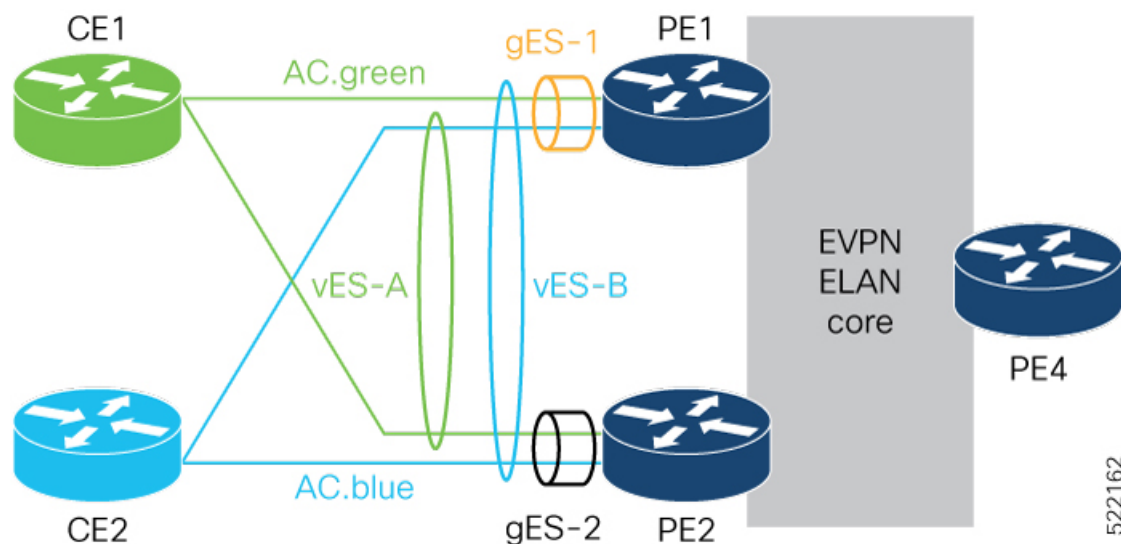 CE1
gES-1
PE1
AC.green
vES-A
vES-B
EVPN
ELAN
core
PE4
AC.blue
CE2
gES-2
PE2
522162